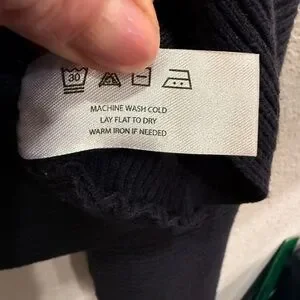 30
MACHINE WASH COLD
LAY FLAT TO DRY
WARM IRON IF NEEDED